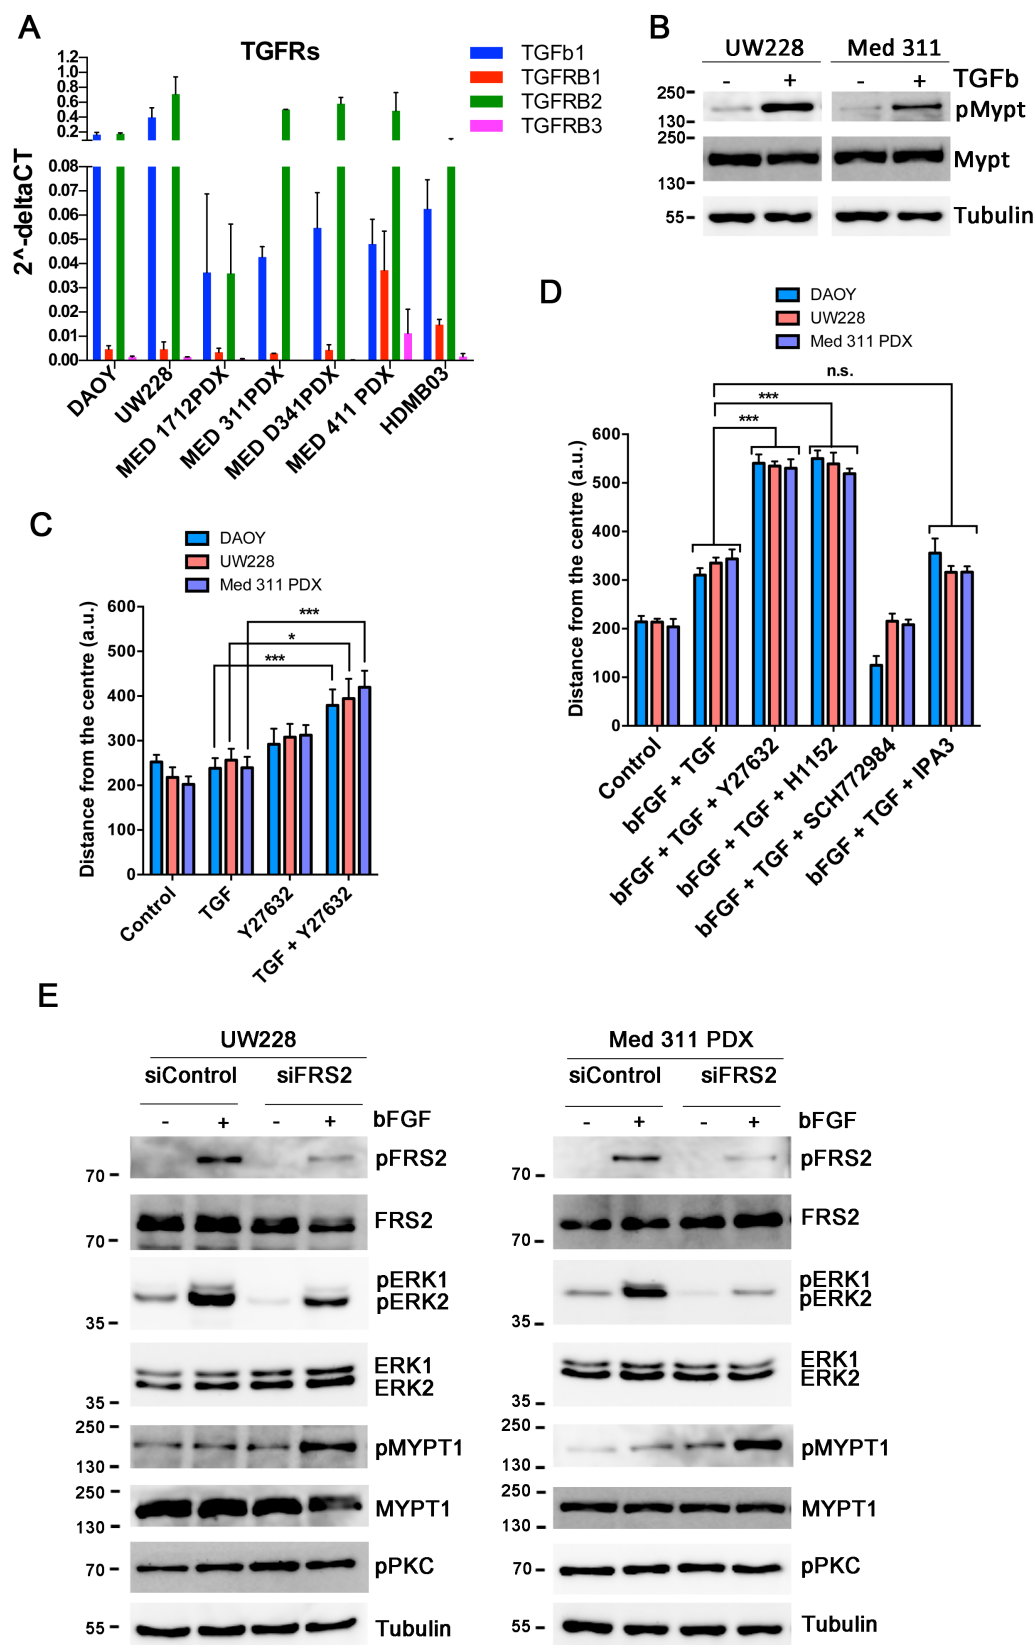 A
TGFRs
TGFb1
TGFRB1
TGFRB2
TGFRB3
2^-deltaCT
1.2
1.0
0.8
0.6
0.4
0.2
0.08
0.07
0.06
0.05
0.04
0.03
0.02
0.01
0.00
DAOY
UW228
MED 1712PDX
MED 311PDX
MED D341PDX
MED 411 PDX
HDMB03
B
UW228 Med 311
- + - + TGFb
250
130
pMypt
250
130
Mypt
55
Tubulin
C
DAOY
UW228
Med 311 PDX
Distance from the centre (a.u.)
600
500
400
300
200
100
0
***
*
***
Control
TGF
Y27632
TGF + Y27632
D
DAOY
UW228
Med 311 PDX
n.s.
***
***
Distance from the centre (a.u.)
600
500
400
300
200
100
0
Control
bFGF + TGF
bFGF + TGF + Y27632
bFGF + TGF + H1152
bFGF + TGF + SCH772984
bFGF + TGF + IPA3
E
UW228
siControl siFRS2
- + - + bFGF
70
pFRS2
70
FRS2
35
pERK1
pERK2
35
ERK1
ERK2
250
130
pMYPT1
250
130
MYPT1
70
pPKC
55
Tubulin
Med 311 PDX
siControl siFRS2
- + - + bFGF
70
pFRS2
70
FRS2
35
pERK1
pERK2
35
ERK1
ERK2
250
130
pMYPT1
250
130
MYPT1
70
pPKC
55
Tubulin